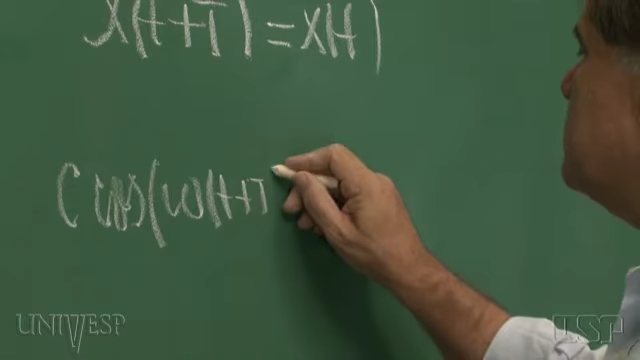 x(t+T) = x(t)
C cos(ω(t+T
UNIVESP
USP